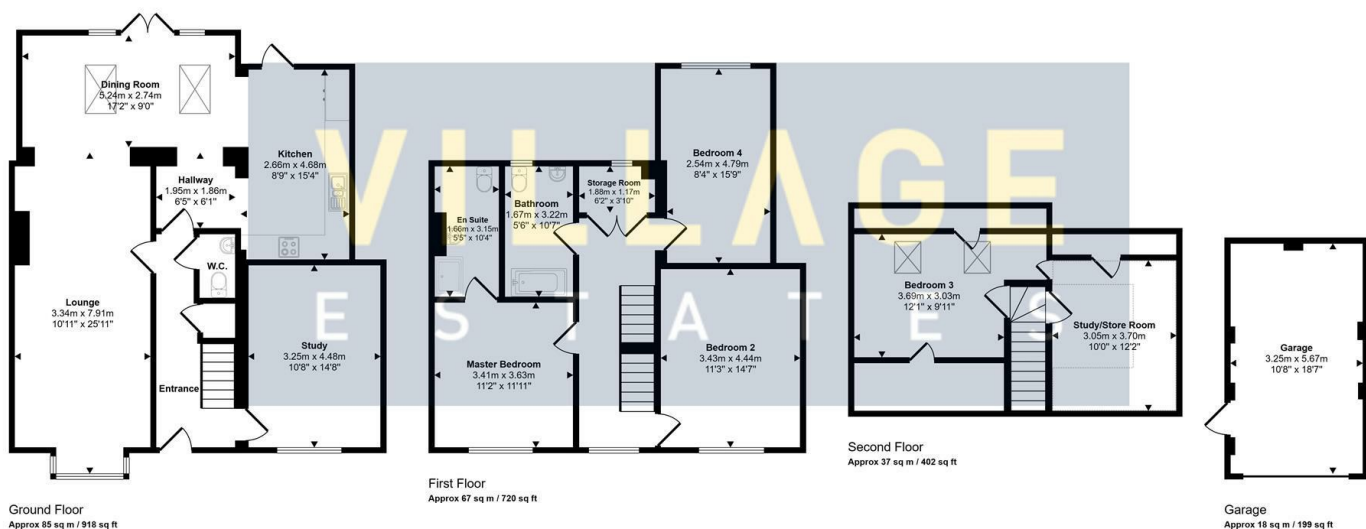 Dining Room
5.24m x 2.74m
17'2" x 9'0"
Kitchen
2.66m x 4.68m
8'9" x 15'4"
Hallway
1.95m x 1.86m
6'5" x 6'1"
W.C.
Lounge
3.34m x 7.91m
10'11" x 25'11"
Study
3.25m x 4.48m
10'8" x 14'8"
Entrance
Ground Floor
Approx 85 sq m / 918 sq ft
VILLAGE
ESTATES
Bedroom 4
2.54m x 4.79m
8'4" x 15'9"
Storage Room
1.88m x 1.17m
6'2" x 3'10"
Bathroom
1.67m x 3.22m
5'6" x 10'7"
En Suite
1.66m x 3.15m
5'5" x 10'4"
Master Bedroom
3.41m x 3.63m
11'2" x 11'11"
Bedroom 2
3.43m x 4.44m
11'3" x 14'7"
First Floor
Approx 67 sq m / 720 sq ft
Bedroom 3
3.69m x 3.03m
12'1" x 9'11"
Study/Store Room
3.05m x 3.70m
10'0" x 12'2"
Second Floor
Approx 37 sq m / 402 sq ft
Garage
3.25m x 5.67m
10'8" x 18'7"
Garage
Approx 18 sq m / 199 sq ft